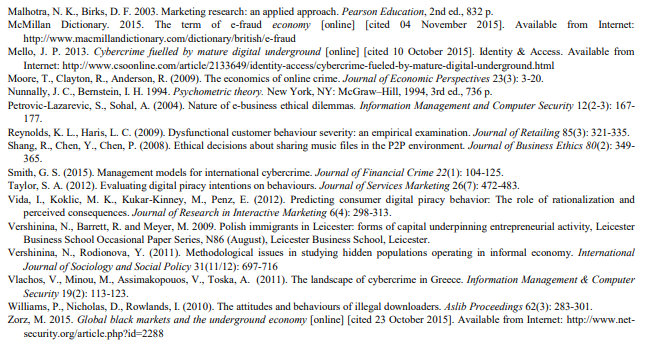 Malhotra, N. K., Birks, D. F. 2003. Marketing research: an applied approach. Pearson Education, 2nd ed., 832 p.
McMillan Dictionary. 2015. The term of e-fraud economy [online] [cited 04 November 2015]. Available from Internet:
http://www.macmillandictionary.com/dictionary/british/e-fraud
Mello, J. P. 2013. Cybercrime fuelled by mature digital underground [online] [cited 10 October 2015]. Identity & Access. Available from
Internet: http://www.csoonline.com/article/2133649/identity-access/cybercrime-fueled-by-mature-digital-underground.html
Moore, T., Clayton, R., Anderson, R. (2009). The economics of online crime. Journal of Economic Perspectives 23(3): 3-20.
Nunnally, J. C., Bernstein, I. H. 1994. Psychometric theory. New York, NY: McGraw–Hill, 1994, 3rd ed., 736 p.
Petrovic-Lazarevic, S., Sohal, A. (2004). Nature of e-business ethical dilemmas. Information Management and Computer Security 12(2-3): 167-
177.
Reynolds, K. L., Haris, L. C. (2009). Dysfunctional customer behaviour severity: an empirical examination. Journal of Retailing 85(3): 321-335.
Shang, R., Chen, Y., Chen, P. (2008). Ethical decisions about sharing music files in the P2P environment. Journal of Business Ethics 80(2): 349-
365.
Smith, G. S. (2015). Management models for international cybercrime. Journal of Financial Crime 22(1): 104-125.
Taylor, S. A. (2012). Evaluating digital piracy intentions on behaviours. Journal of Services Marketing 26(7): 472-483.
Vida, I., Koklic, M. K., Kukar-Kinney, M., Penz, E. (2012). Predicting consumer digital piracy behavior: The role of rationalization and
perceived consequences. Journal of Research in Interactive Marketing 6(4): 298-313.
Vershinina, N., Barrett, R. and Meyer, M. 2009. Polish immigrants in Leicester: forms of capital underpinning entrepreneurial activity, Leicester
Business School Occasional Paper Series, N86 (August), Leicester Business School, Leicester.
Vershinina, N., Rodionova, Y. (2011). Methodological issues in studying hidden populations operating in informal economy. International
Journal of Sociology and Social Policy 31(11/12): 697-716
Vlachos, V., Minou, M., Assimakopouos, V., Toska, A. (2011). The landscape of cybercrime in Greece. Information Management & Computer
Security 19(2): 113-123.
Williams, P., Nicholas, D., Rowlands, I. (2010). The attitudes and behaviours of illegal downloaders. Aslib Proceedings 62(3): 283-301.
Zorz, M. 2015. Global black markets and the underground economy [online] [cited 23 October 2015]. Available from Internet: http://www.net-
security.org/article.php?id=2288